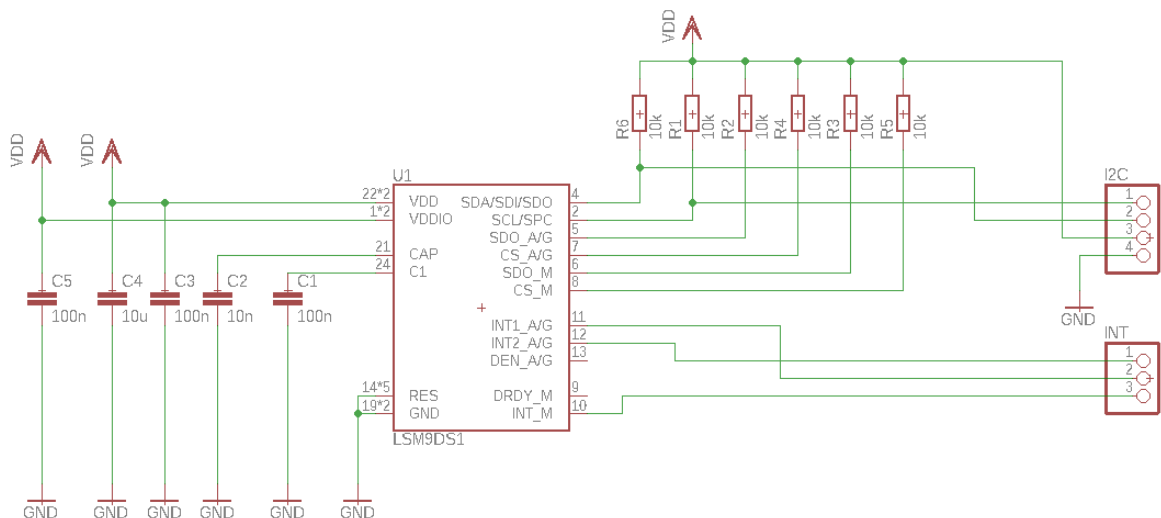 VDD
R6 10k R1 10k R2 10k R4 10k R3 10k R5 10k
VDD VDD
U1
I2C
22*2 VDD SDA/SDI/SDO 4
1*2 VDDIO SCL/SPC 2
SDO_A/G 5
21 CAP CS_A/G 7
24 C1 SDO_M 6
CS_M 8
1
2
3
4
C5 C4 C3 C2 C1
100n 10u 100n 10n 100n
GND
INT1_A/G 11
INT2_A/G 12
DEN_A/G 13
INT
1
2
3
14*5 RES DRDY_M 9
19*2 GND INT_M 10
LSM9DS1
GND GND GND GND GND GND